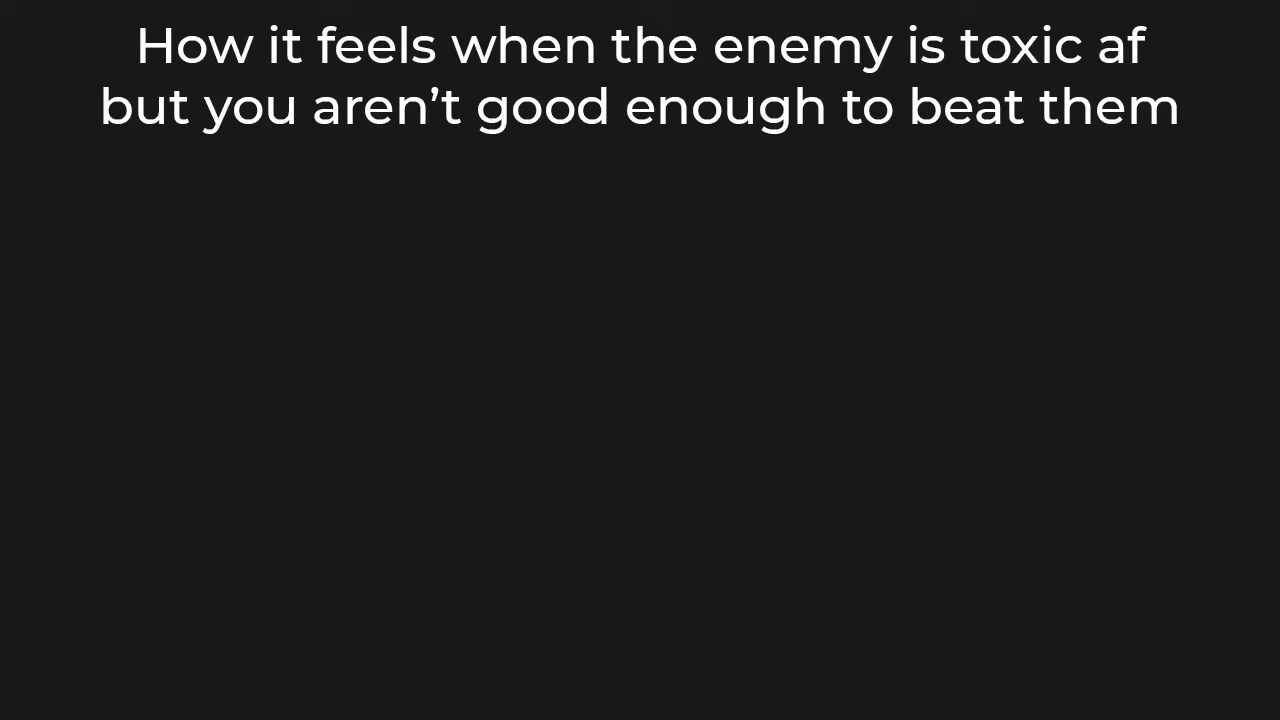 How it feels when the enemy is toxic af
but you aren’t good enough to beat them